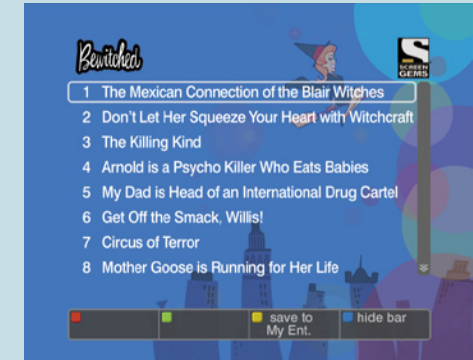 Bewitched
SCREEN GEMS
1 The Mexican Connection of the Blair Witches
2 Don't Let Her Squeeze Your Heart with Witchcraft
3 The Killing Kind
4 Arnold is a Psycho Killer Who Eats Babies
5 My Dad is Head of an International Drug Cartel
6 Get Off the Smack, Willis!
7 Circus of Terror
8 Mother Goose is Running for Her Life
save to My Ent.
hide bar